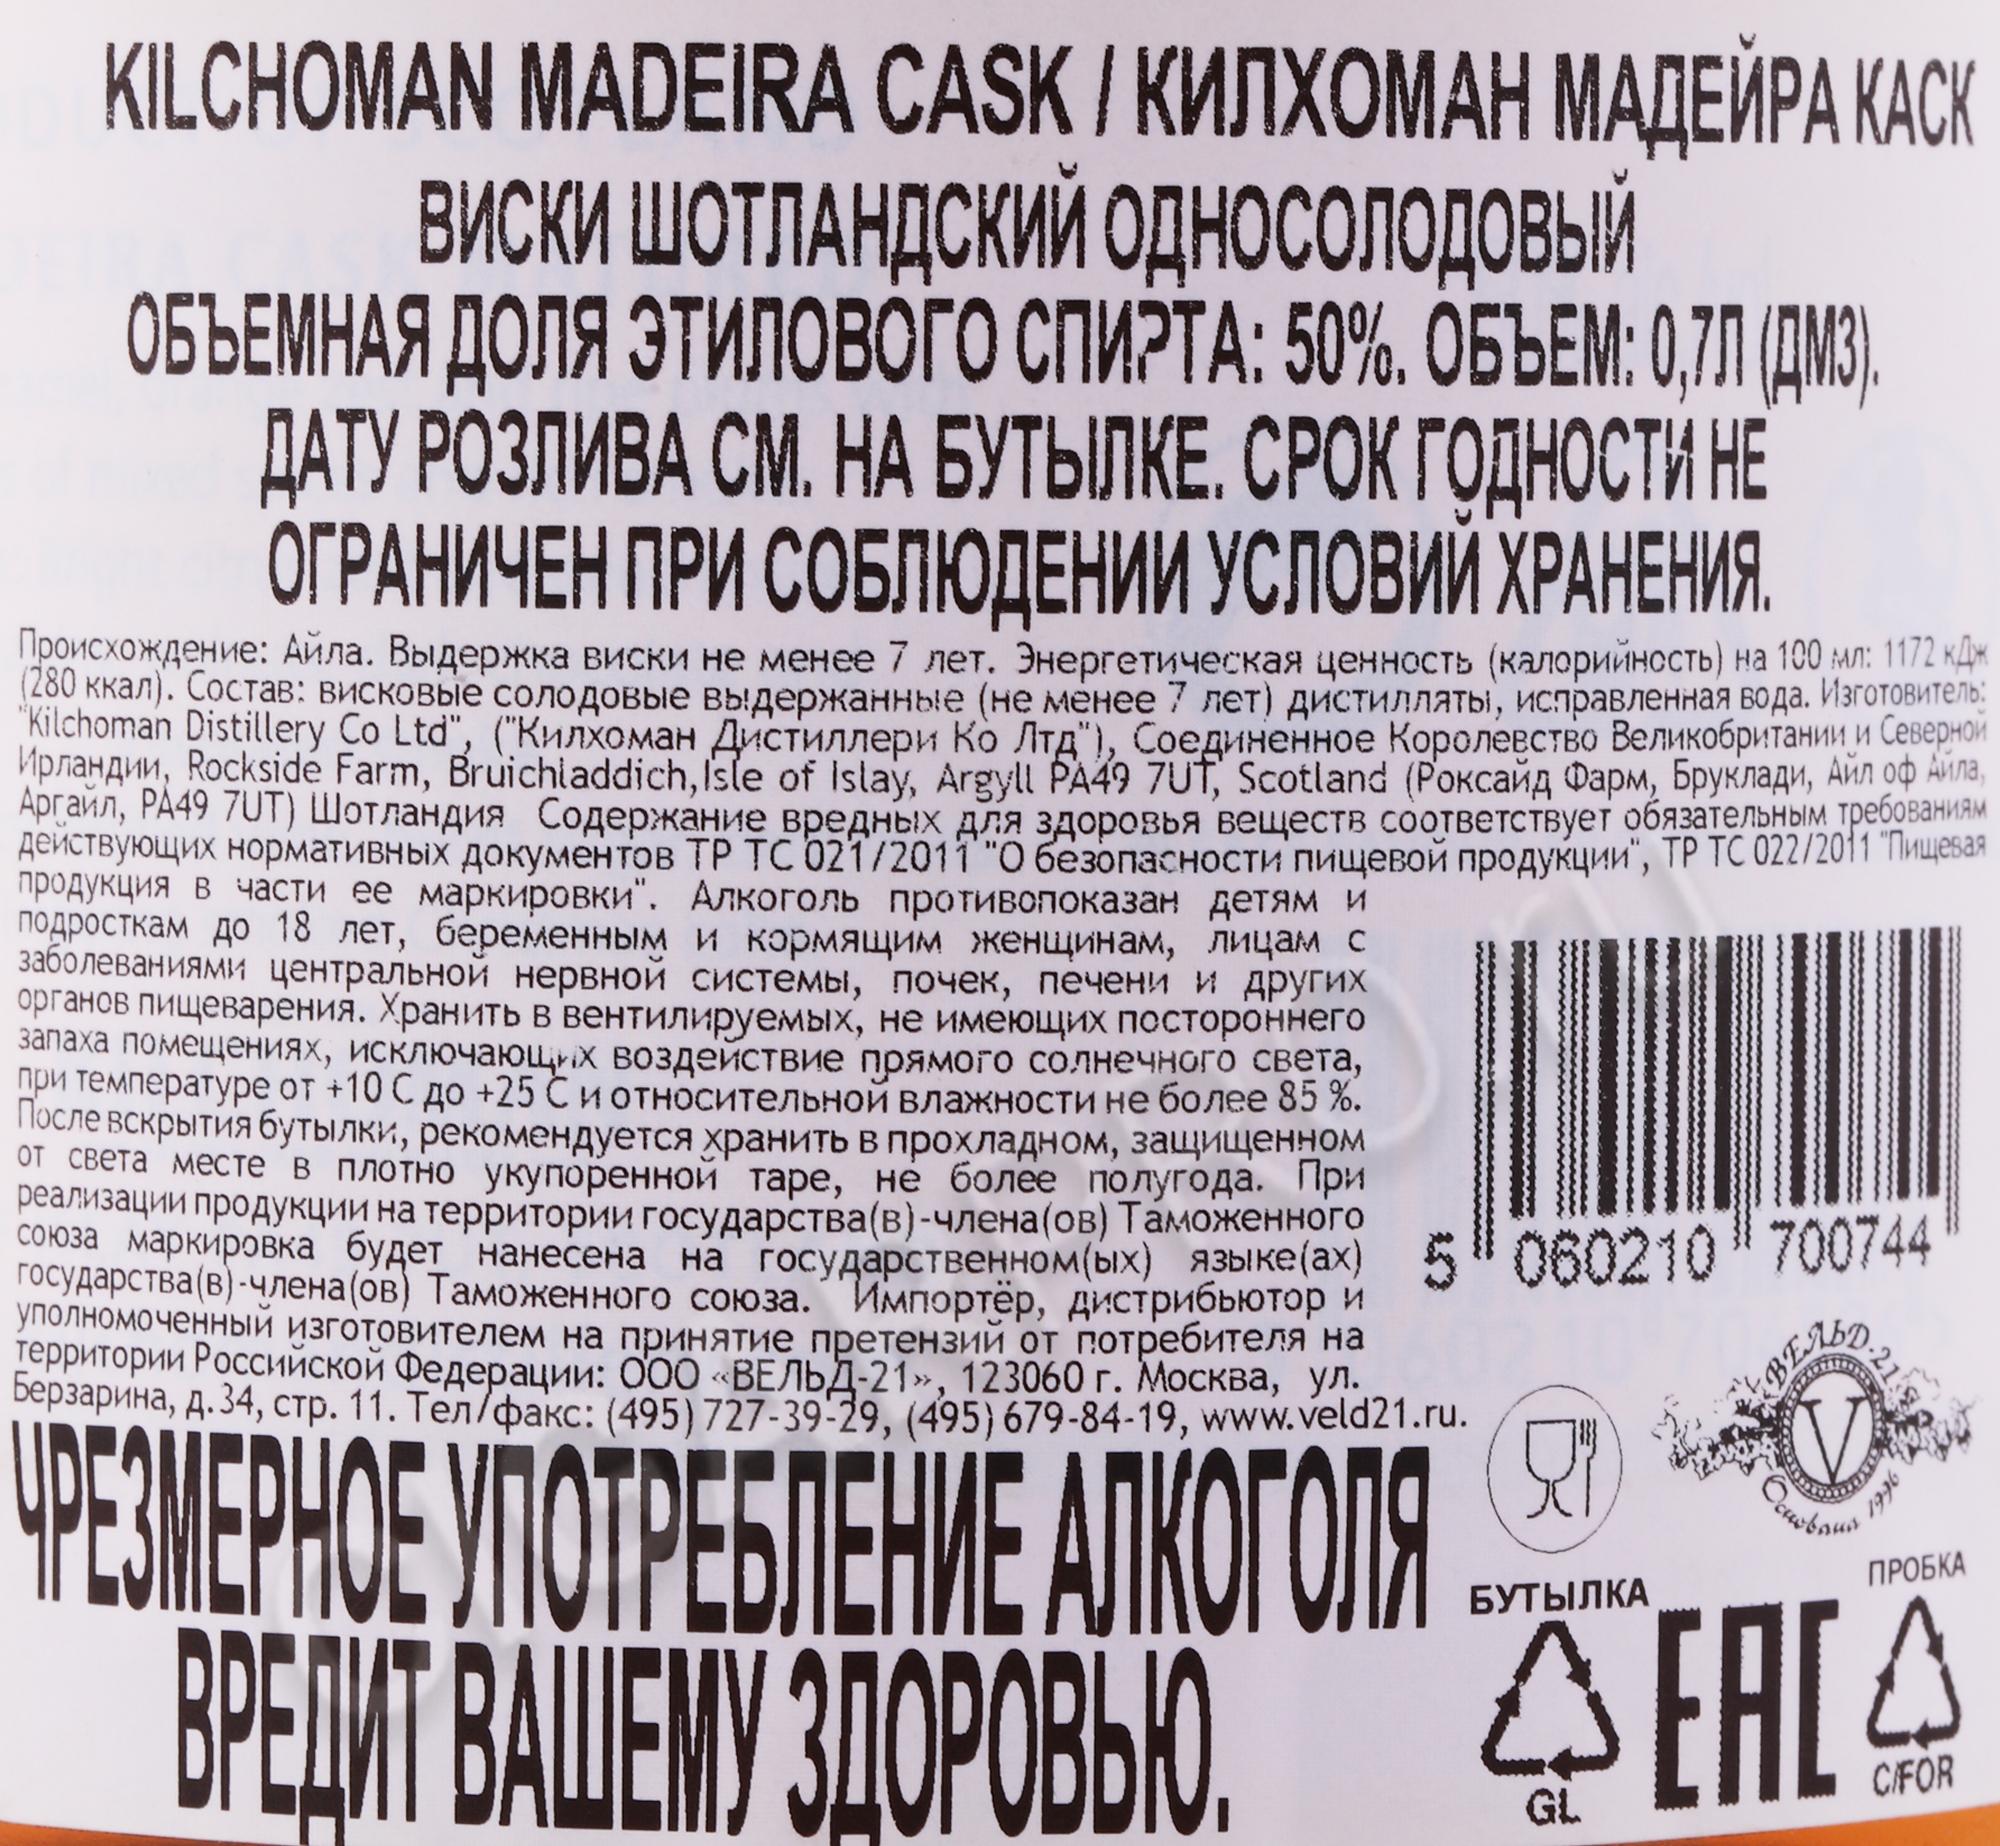 KILCHOMAN MADEIRA CASK / КИЛХОМАН МАДЕЙРА КАСК
ВИСКИ ШОТЛАНДСКИЙ ОДНОСОЛОДОВЫЙ
ОБЪЕМНАЯ ДОЛЯ ЭТИЛОВОГО СПИРТА: 50%. ОБЪЕМ: 0,7Л (ДМ3).
ДАТУ РОЗЛИВА СМ. НА БУТЫЛКЕ. СРОК ГОДНОСТИ НЕ
ОГРАНИЧЕН ПРИ СОБЛЮДЕНИИ УСЛОВИЙ ХРАНЕНИЯ.
Происхождение: Айла. Выдержка виски не менее 7 лет. Энергетическая ценность (калорийность) на 100 мл: 1172 кДж
(280 ккал). Состав: висковые солодовые выдержанные (не менее 7 лет) дистилляты, исправленная вода. Изготовитель:
"Kilchoman Distillery Co Ltd", ("Килхоман Дистиллери Ко Лтд"), Соединенное Королевство Великобритании и Северной
Ирландии, Rockside Farm, Bruichladdich, Isle of Islay, Argyll PA49 7UT, Scotland (Роксайд Фарм, Бруклади, Айл оф Айла,
Аргайл, PA49 7UT) Шотландия Содержание вредных для здоровья веществ соответствует обязательным требованиям
действующих нормативных документов ТР ТС 021/2011 "О безопасности пищевой продукции", ТР ТС 022/2011 "Пищевая
продукция в части ее маркировки". Алкоголь противопоказан детям и
подросткам до 18 лет, беременным и кормящим женщинам, лицам с
заболеваниями центральной нервной системы, почек, печени и других
органов пищеварения. Хранить в вентилируемых, не имеющих постороннего
запаха помещениях, исключающих воздействие прямого солнечного света,
при температуре от +10 С до +25 С и относительной влажности не более 85 %.
После вскрытия бутылки, рекомендуется хранить в прохладном, защищенном
от света месте в плотно укупоренной таре, не более полугода. При
реализации продукции на территории государства(в)-члена(ов) Таможенного
союза маркировка будет нанесена на государственном(ых) языке(ах)
государства(в)-члена(ов) Таможенного союза. Импортёр, дистрибьютор и
уполномоченный изготовителем на принятие претензий от потребителя на
территории Российской Федерации: ООО «ВЕЛЬД-21», 123060 г. Москва, ул.
Берзарина, д.34, стр. 11. Тел/факс: (495) 727-39-29, (495) 679-84-19, www.veld21.ru.
ЧРЕЗМЕРНОЕ УПОТРЕБЛЕНИЕ АЛКОГОЛЯ
ВРЕДИТ ВАШЕМУ ЗДОРОВЬЮ.
5 060210 700744
ВЕЛЬД-21
V
Основана 1996
БУТЫЛКА
GL
EAC
ПРОБКА
C/FOR